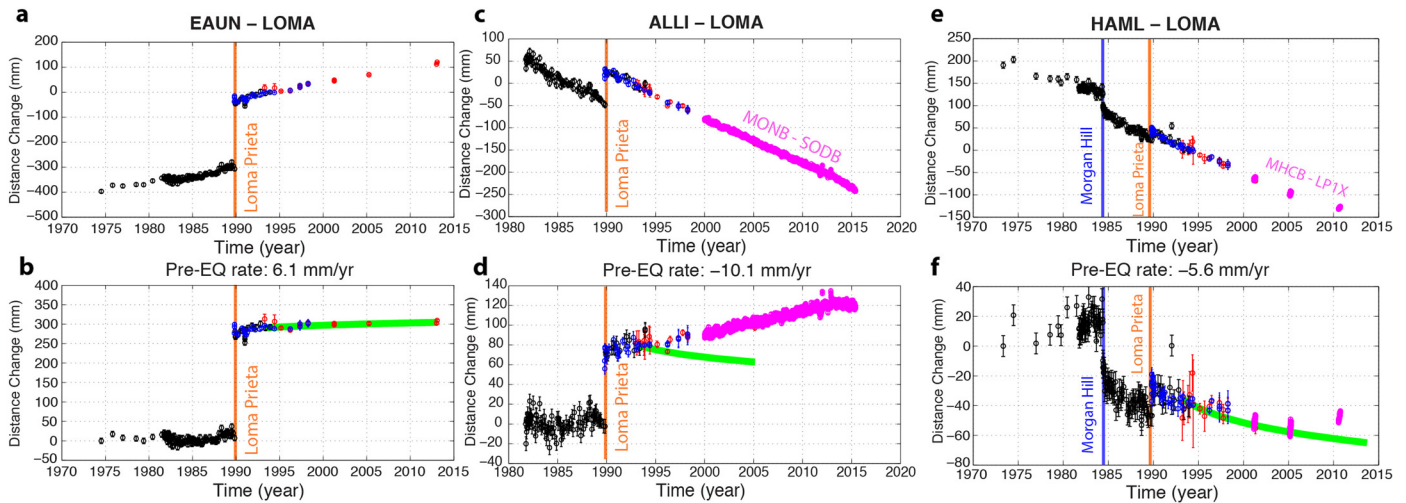 a
EAUN – LOMA
Distance Change (mm)
200
100
0
−100
−200
−300
−400
−500
1970 1975 1980 1985 1990 1995 2000 2005 2010 2015
Time (year)
Loma Prieta
b
Pre-EQ rate: 6.1 mm/yr
Distance Change (mm)
400
350
300
250
200
150
100
50
0
−50
1970 1975 1980 1985 1990 1995 2000 2005 2010 2015
Time (year)
Loma Prieta
c
ALLI – LOMA
Distance Change (mm)
100
50
0
−50
−100
−150
−200
−250
−300
1980 1985 1990 1995 2000 2005 2010 2015 2020
Time (year)
Loma Prieta
MONB - SODB
d
Pre-EQ rate: −10.1 mm/yr
Distance Change (mm)
140
120
100
80
60
40
20
0
−20
−40
1980 1985 1990 1995 2000 2005 2010 2015 2020
Time (year)
Loma Prieta
e
HAML – LOMA
Distance Change (mm)
250
200
150
100
50
0
−50
−100
−150
1970 1975 1980 1985 1990 1995 2000 2005 2010 2015
Time (year)
Morgan Hill
Loma Prieta
MHCB - LP1X
f
Pre-EQ rate: −5.6 mm/yr
Distance Change (mm)
40
20
0
−20
−40
−60
−80
1970 1975 1980 1985 1990 1995 2000 2005 2010 2015
Time (year)
Morgan Hill
Loma Prieta